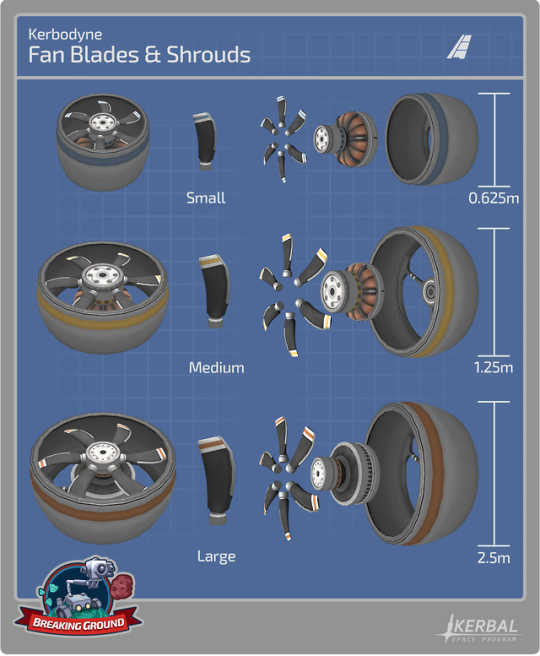 Kerbodyne
Fan Blades & Shrouds
Small
0.625m
Medium
1.25m
Large
2.5m
BREAKING GROUND
KERBAL
SPACE PROGRAM